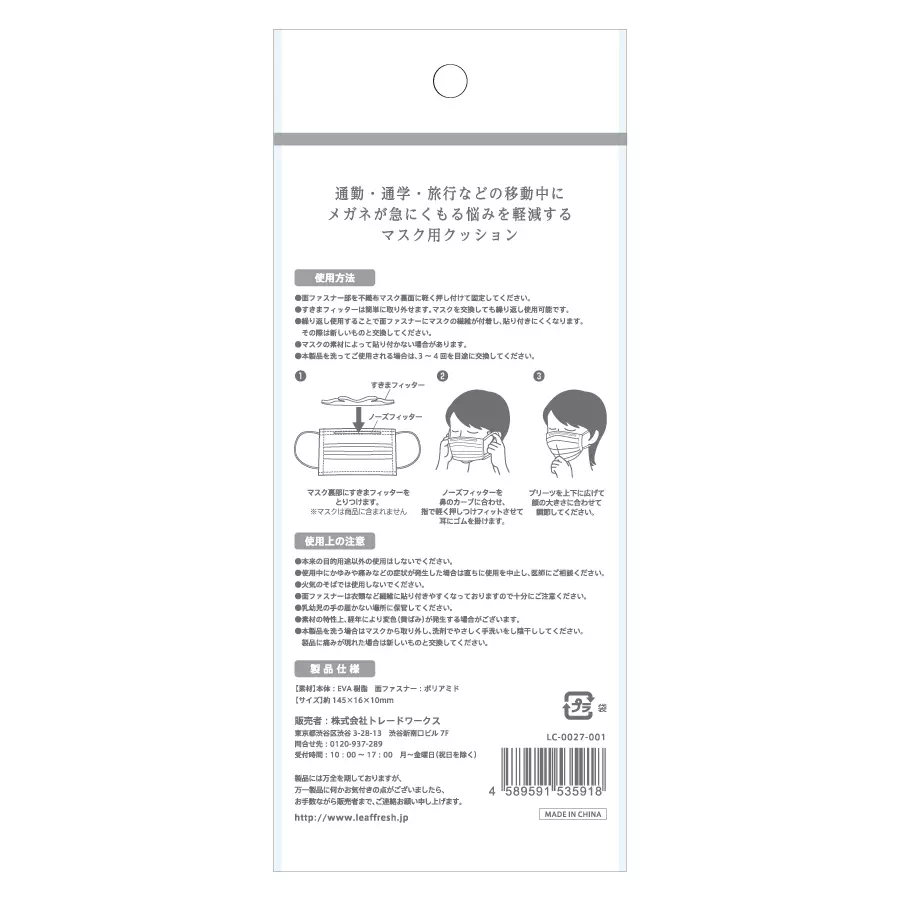 通勤・通学・旅行などの移動中に
メガネが急にくもる悩みを軽減する
マスク用クッション
使用方法
●面ファスナー部を不織布マスク裏面に軽く押し付けて固定してください。
●すきまフィッターは簡単に取り外せます。マスクを交換しても繰り返し使用可能です。
●繰り返し使用することで面ファスナーにマスクの繊維が付着し、貼り付きにくくなります。
その際は新しいものと交換してください。
●マスクの素材によって貼り付かない場合があります。
●本製品を洗ってご使用される場合は、3〜4回を目途に交換してください。
1
すきまフィッター
ノーズフィッター
マスク裏部にすきまフィッターを
とりつけます。
※マスクは商品に含まれません
2
ノーズフィッターを
鼻のカーブに合わせ、
指で軽く押しつけフィットさせて
耳にゴムを掛けます。
3
プリーツを上下に広げて
顔の大きさに合わせて
調節してください。
使用上の注意
●本来の目的用途以外の使用はしないでください。
●使用中にかゆみや痛みなどの症状が発生した場合は直ちに使用を中止し、医師にご相談ください。
●火気のそばでは使用しないでください。
●面ファスナーは衣類など繊維に貼り付きやすくなっておりますので十分にご注意ください。
●乳幼児の手の届かない場所に保管してください。
●素材の特性上、経年により変色（黄ばみ）が発生する場合がございます。
●本製品を洗う場合はマスクから取り外し、洗剤でやさしく手洗いをし陰干ししてください。
製品に痛みが現れた場合は新しいものと交換してください。
製品仕様
【素材】本体：EVA樹脂　面ファスナー：ポリアミド
【サイズ】約145×16×10mm
販売者：株式会社トレードワークス
東京都渋谷区渋谷3-28-13　渋谷新南口ビル7F
問合せ先：0120-937-289
受付時間：10：00〜17：00　月〜金曜日（祝日を除く）
製品には万全を期しておりますが、
万一製品に何かお気付きの点がございましたら、
お手数ながら販売者まで、ご連絡お願い申し上げます。
http://www.leaffresh.jp
プラ
袋
LC-0027-001
4 589591 535918
MADE IN CHINA